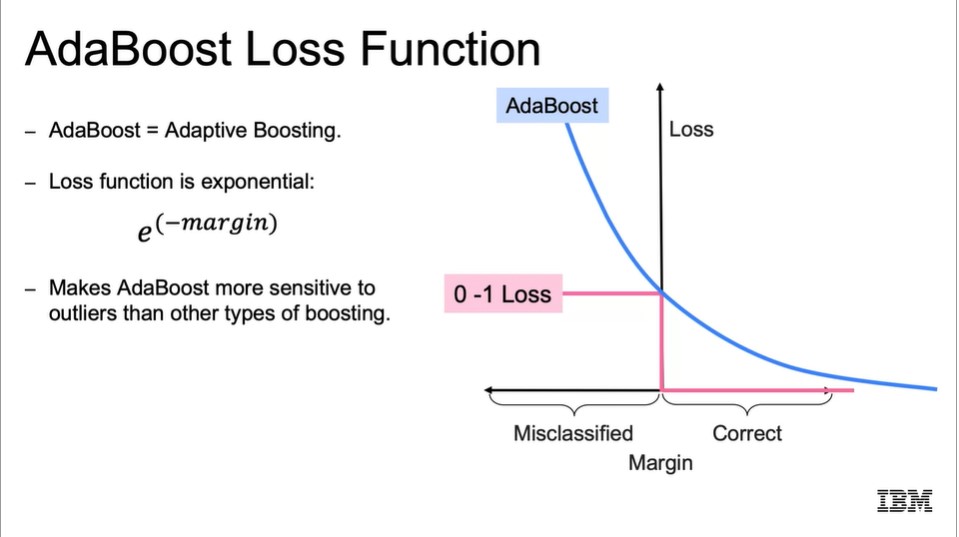 AdaBoost Loss Function
– AdaBoost = Adaptive Boosting.
– Loss function is exponential:
e^(−margin)
– Makes AdaBoost more sensitive to
outliers than other types of boosting.
AdaBoost
Loss
0 -1 Loss
Misclassified
Correct
Margin
IBM